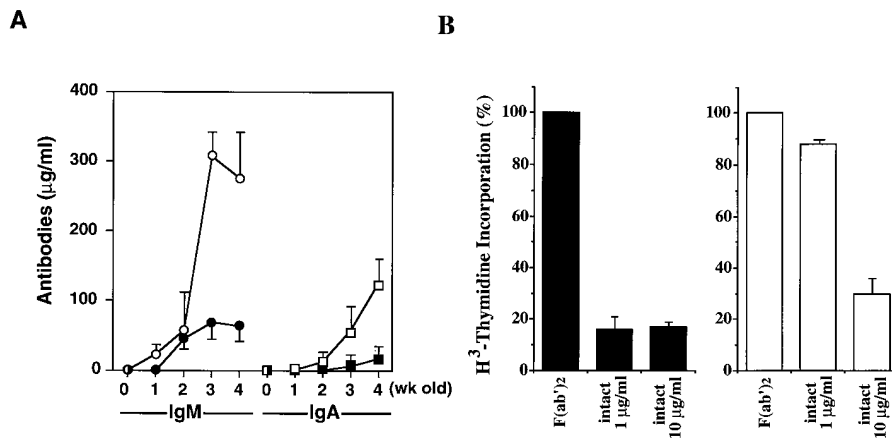 A
B
Antibodies (µg/ml)
400
300
200
100
0
0 1 2 3 4 0 1 2 3 4 (wk old)
IgM IgA
H³-Thymidine Incorporation (%)
100
80
60
40
20
0
F(ab')2
intact
1 µg/ml
intact
10 µg/ml
100
80
60
40
20
0
F(ab')2
intact
1 µg/ml
intact
10 µg/ml